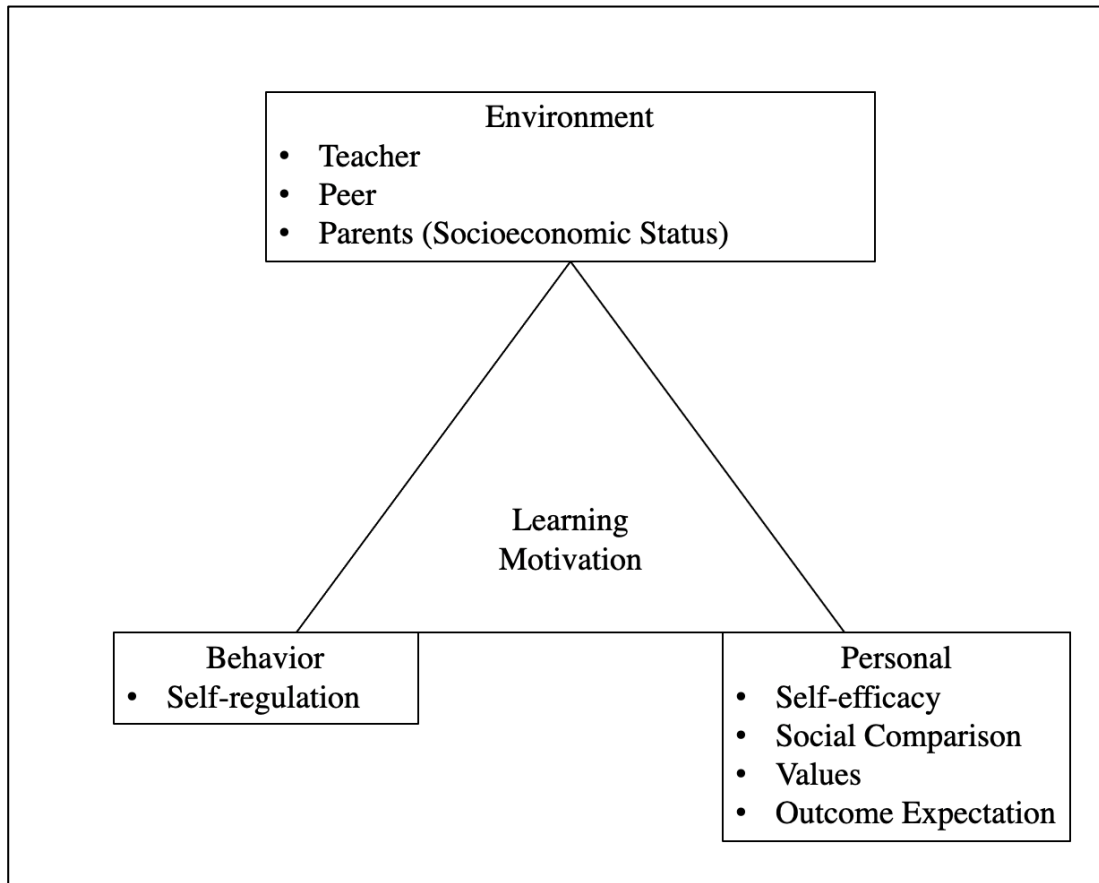 Environment
• Teacher
• Peer
• Parents (Socioeconomic Status)
Learning
Motivation
Behavior
• Self-regulation
Personal
• Self-efficacy
• Social Comparison
• Values
• Outcome Expectation